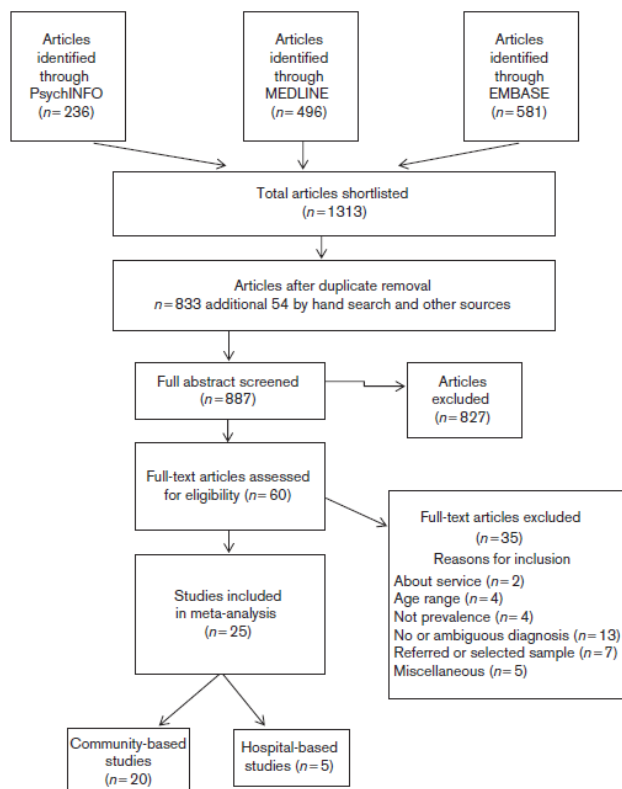 Articles
identified
through
PsychINFO
(n=236)
Articles
identified
through
MEDLINE
(n=496)
Articles
identified
through
EMBASE
(n=581)
Total articles shortlisted
(n=1313)
Articles after duplicate removal
n=833 additional 54 by hand search and other sources
Full abstract screened
(n=887)
Articles
excluded
(n=827)
Full-text articles assessed
for eligibility (n=60)
Full-text articles excluded
(n=35)
Reasons for inclusion
About service (n=2)
Age range (n=4)
Not prevalence (n=4)
No or ambiguous diagnosis (n=13)
Referred or selected sample (n=7)
Miscellaneous (n=5)
Studies included
in meta-analysis
(n=25)
Community-based
studies
(n=20)
Hospital-based
studies (n=5)